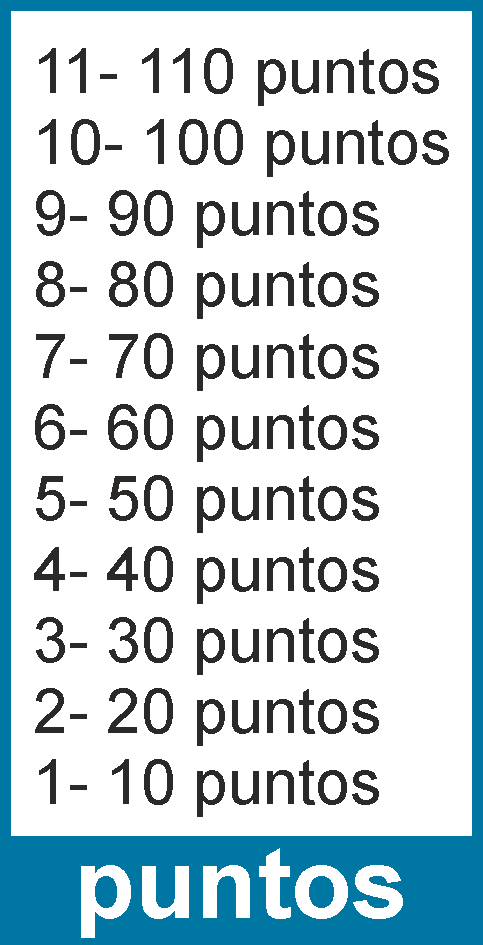 11- 110 puntos
10- 100 puntos
9- 90 puntos
8- 80 puntos
7- 70 puntos
6- 60 puntos
5- 50 puntos
4- 40 puntos
3- 30 puntos
2- 20 puntos
1- 10 puntos
puntos